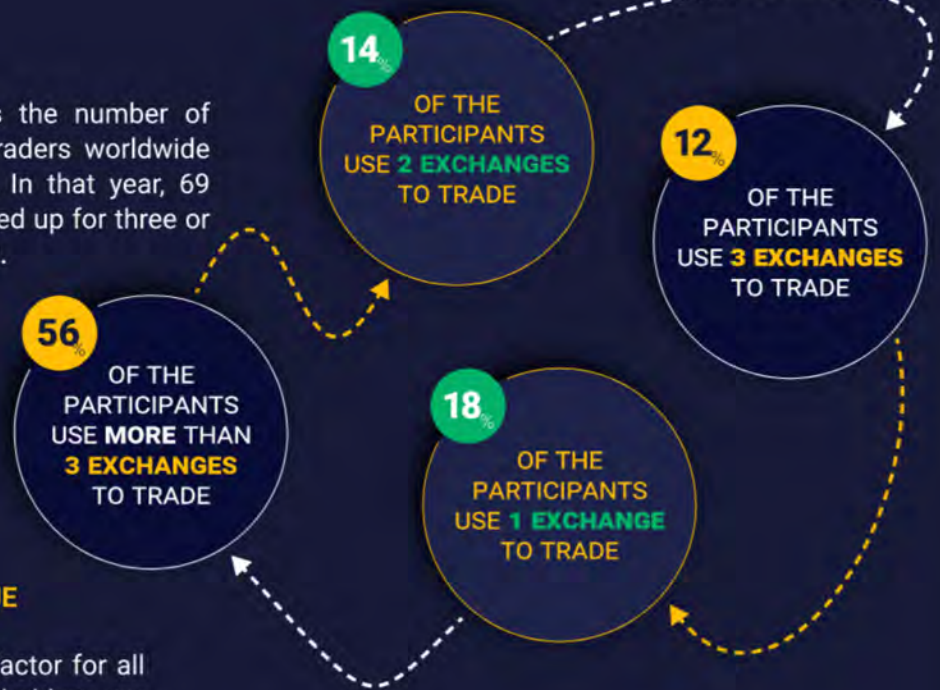 s the number of
raders worldwide
In that year, 69
ed up for three or
.
14%
OF THE
PARTICIPANTS
USE 2 EXCHANGES
TO TRADE
12%
OF THE
PARTICIPANTS
USE 3 EXCHANGES
TO TRADE
56%
OF THE
PARTICIPANTS
USE MORE THAN
3 EXCHANGES
TO TRADE
18%
OF THE
PARTICIPANTS
USE 1 EXCHANGE
TO TRADE
E
actor for all